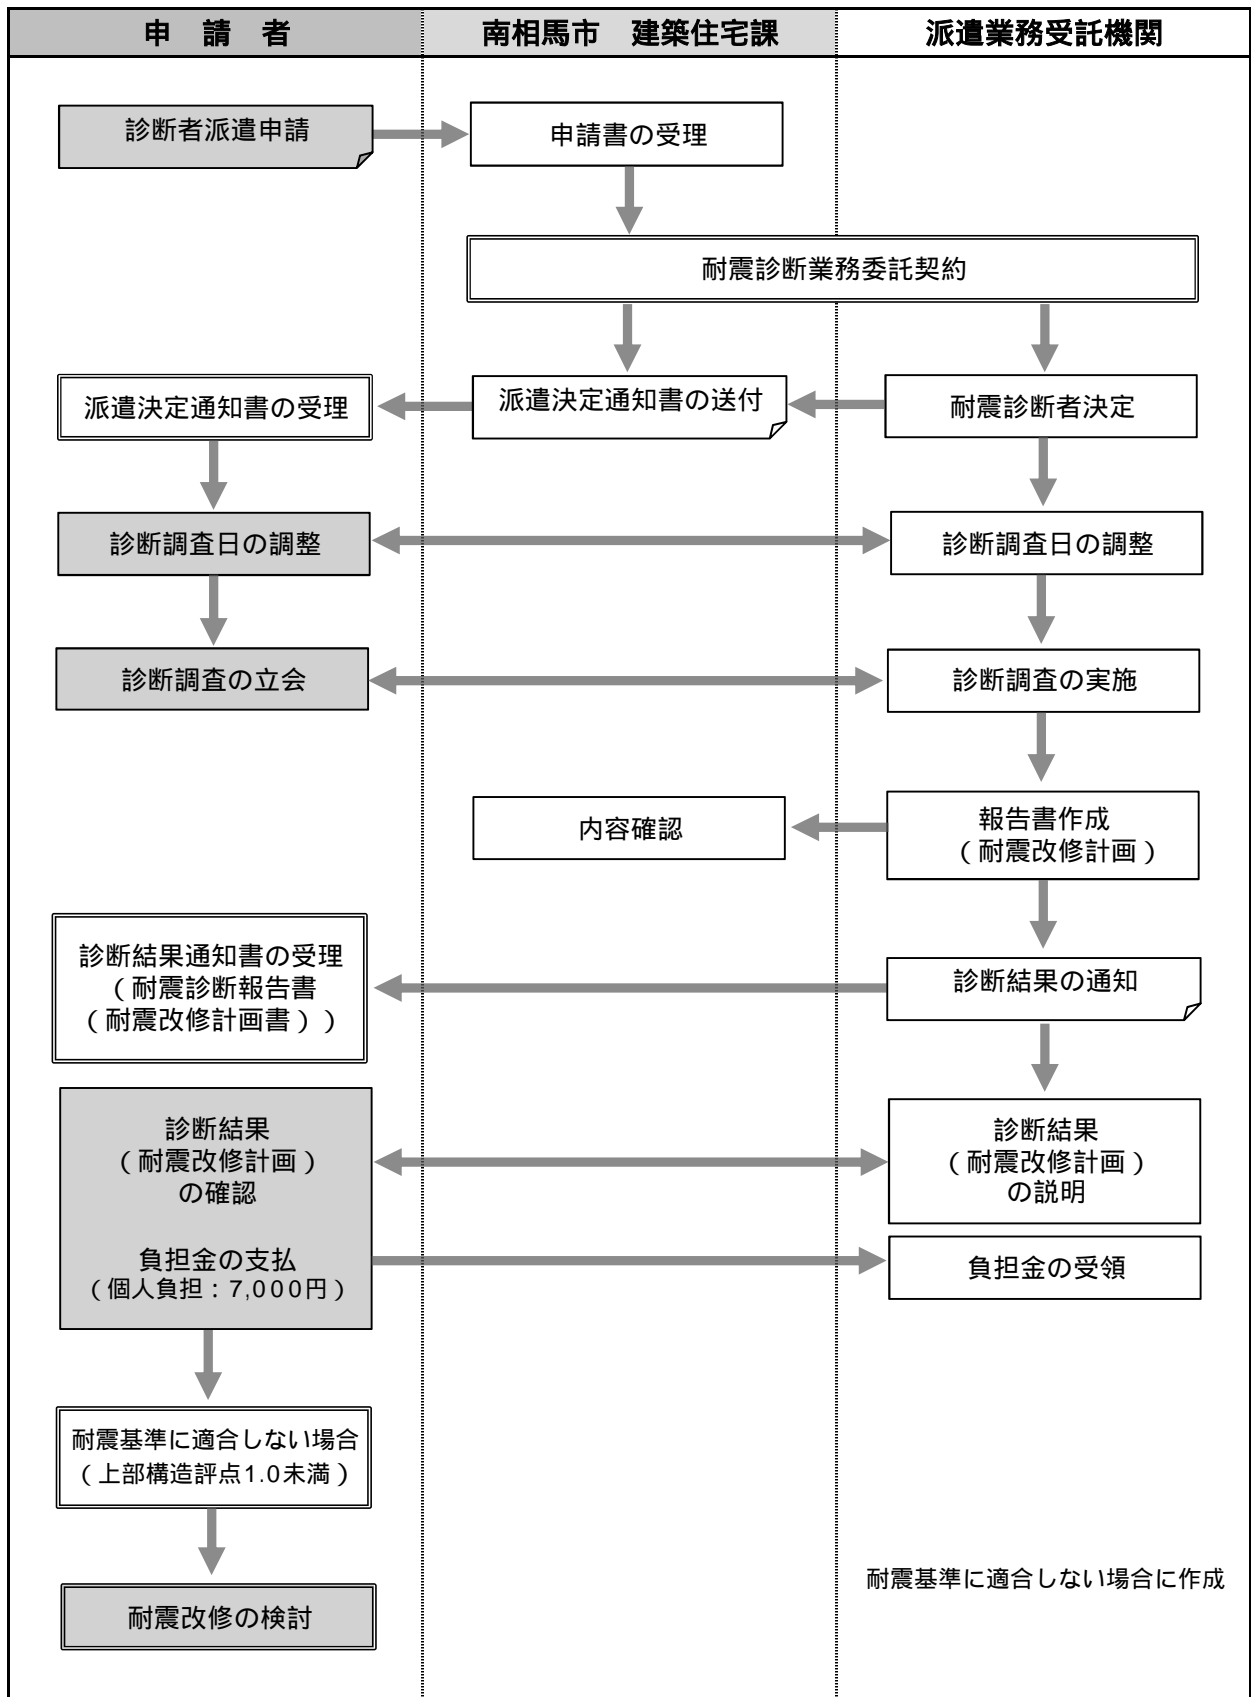 申 請 者
南相馬市 建築住宅課
派遣業務受託機関
診断者派遣申請
申請書の受理
耐震診断業務委託契約
派遣決定通知書の受理
派遣決定通知書の送付
耐震診断者決定
診断調査日の調整
診断調査日の調整
診断調査の立会
診断調査の実施
内容確認
報告書作成
（耐震改修計画）
診断結果通知書の受理
（耐震診断報告書
（耐震改修計画書））
診断結果の通知
診断結果
（耐震改修計画）
の確認
診断結果
（耐震改修計画）
の説明
負担金の支払
（個人負担：7,000円）
負担金の受領
耐震基準に適合しない場合
（上部構造評点1.0未満）
耐震基準に適合しない場合に作成
耐震改修の検討